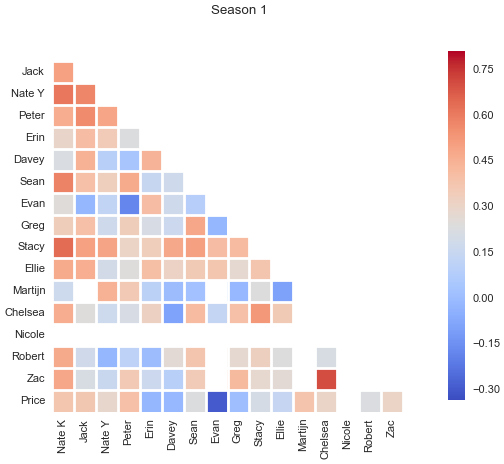 Season 1
Jack
Nate Y
Peter
Erin
Davey
Sean
Evan
Greg
Stacy
Ellie
Martijn
Chelsea
Nicole
Robert
Zac
Price
Nate K
Jack
Nate Y
Peter
Erin
Davey
Sean
Evan
Greg
Stacy
Ellie
Martijn
Chelsea
Nicole
Robert
Zac
0.75
0.60
0.45
0.30
0.15
0.00
−0.15
−0.30